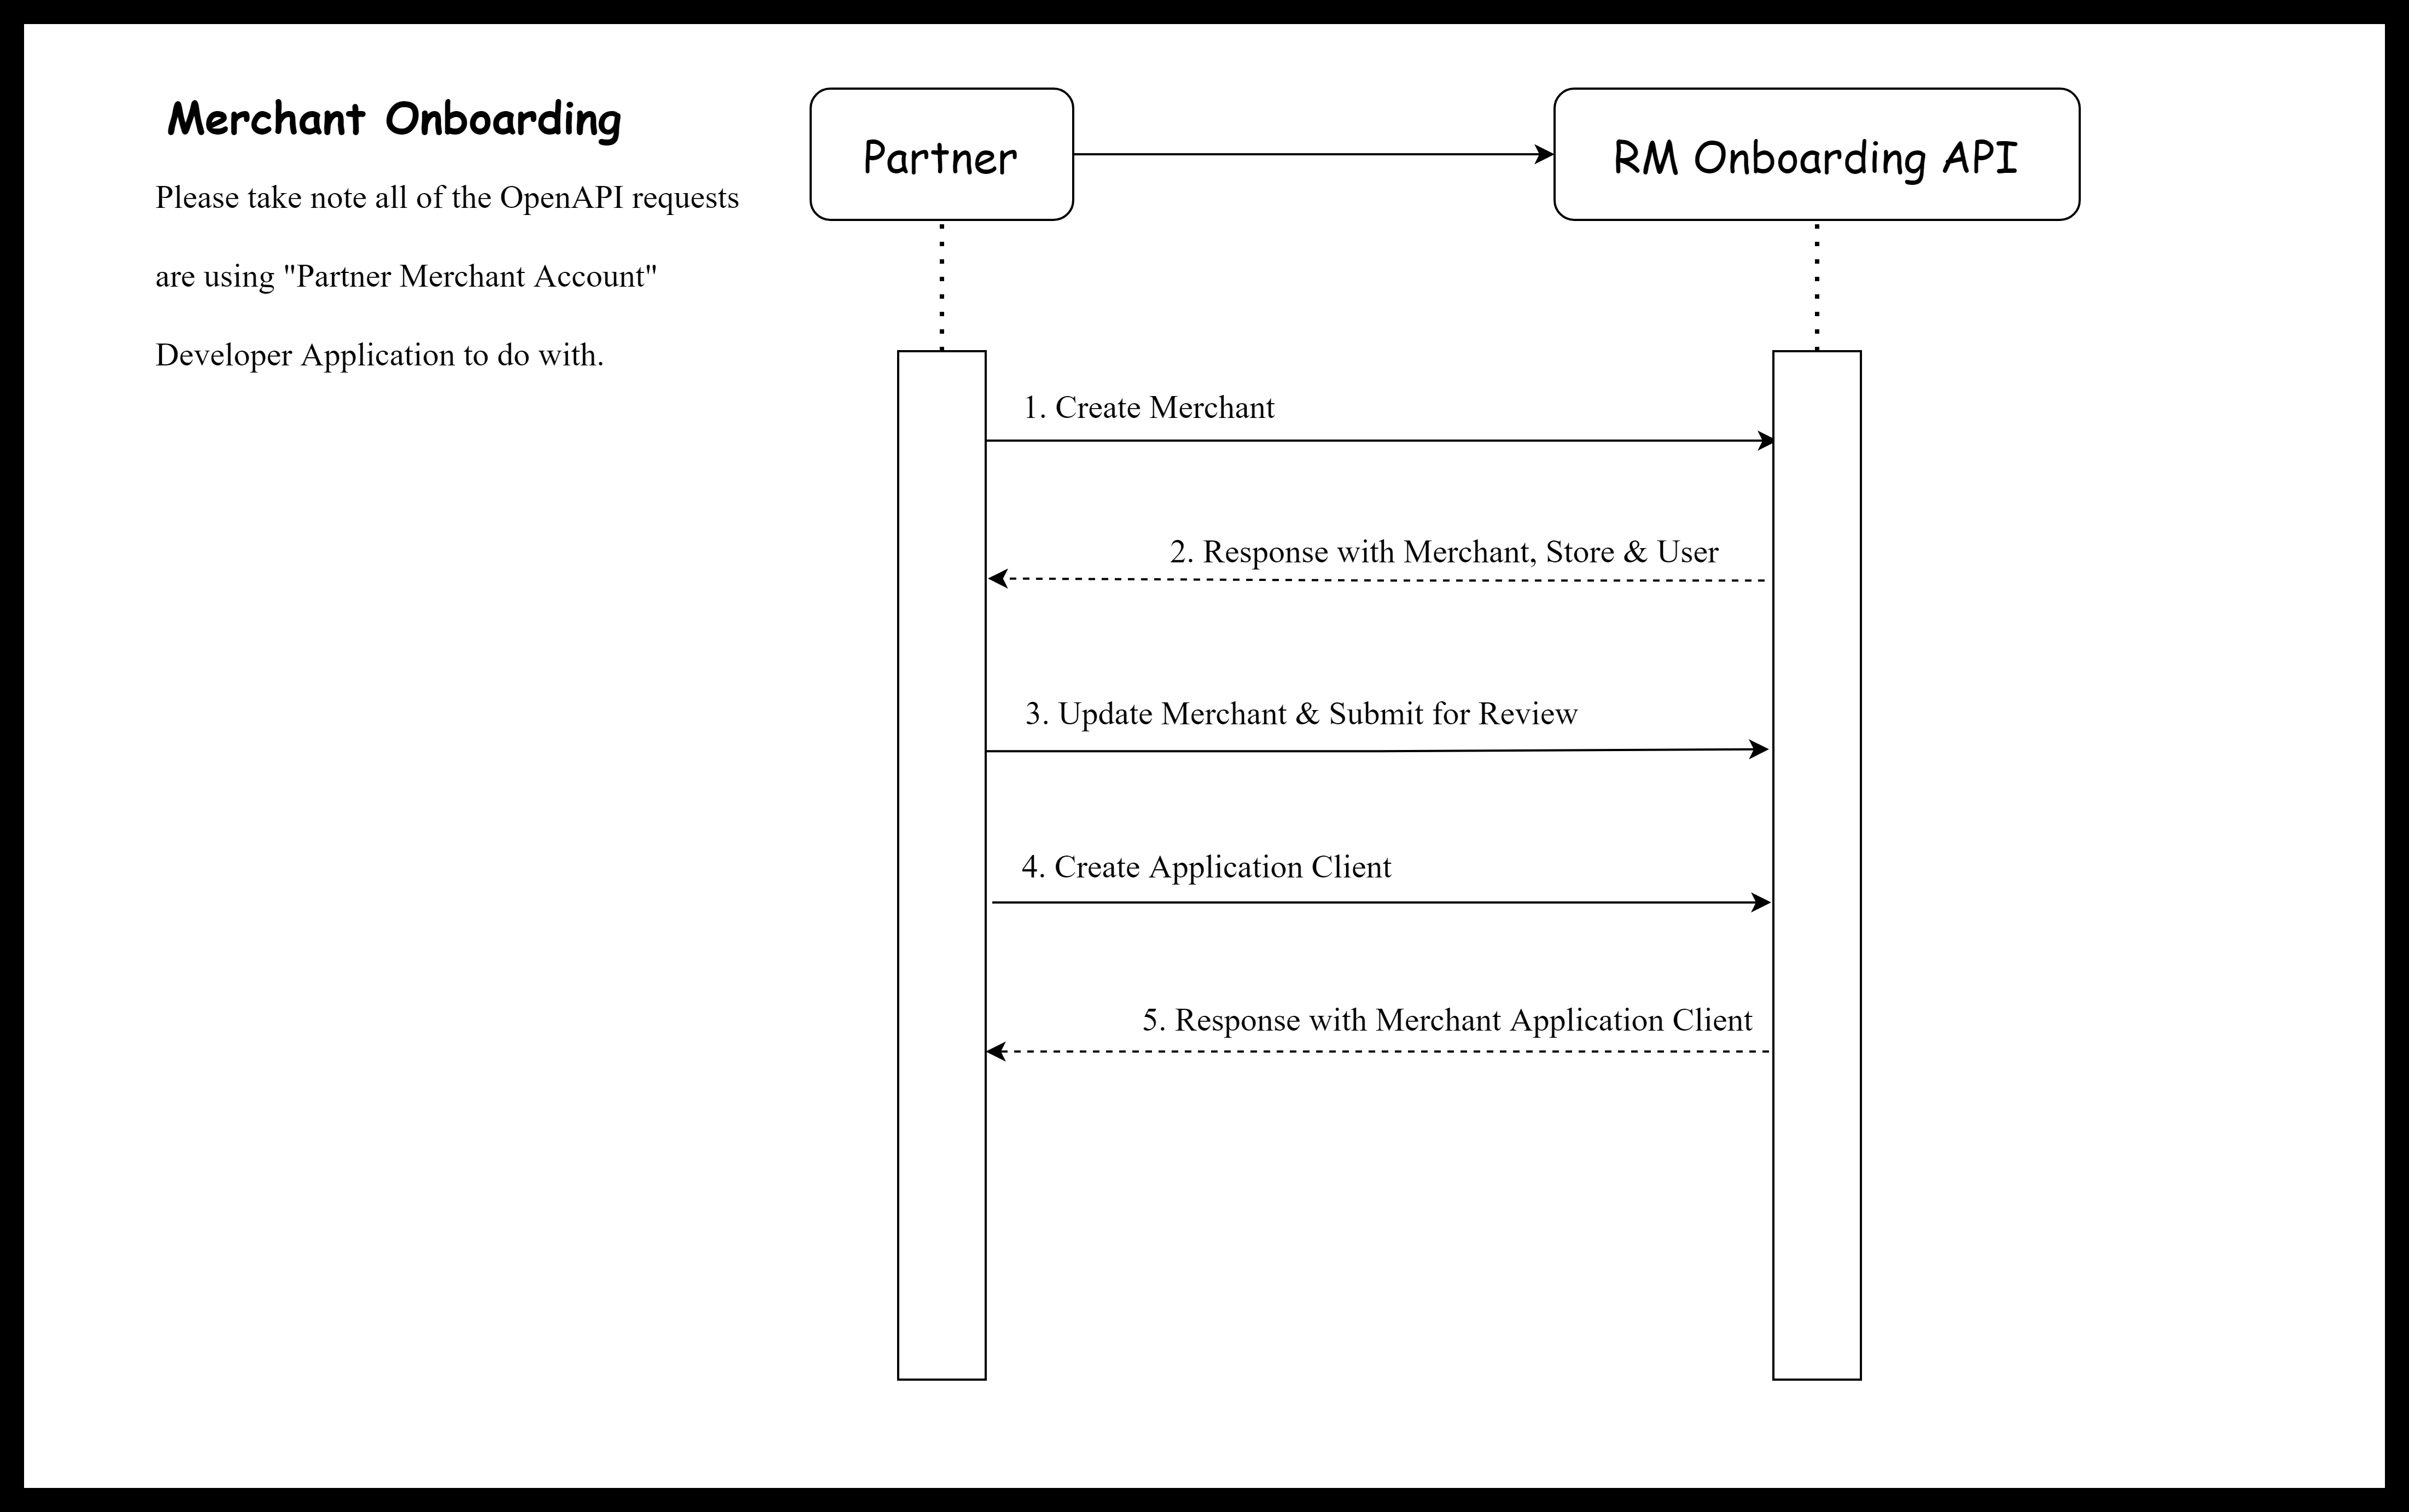 Merchant Onboarding
Please take note all of the OpenAPI requests
are using "Partner Merchant Account"
Developer Application to do with.
Partner
RM Onboarding API
1. Create Merchant
2. Response with Merchant, Store & User
3. Update Merchant & Submit for Review
4. Create Application Client
5. Response with Merchant Application Client